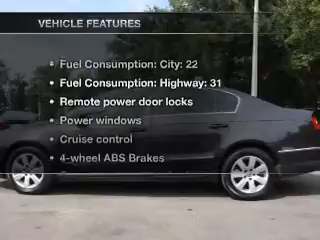 VEHICLE FEATURES
Fuel Consumption: City: 22
Fuel Consumption: Highway: 31
Remote power door locks
Power windows
Cruise control
4-wheel ABS Brakes